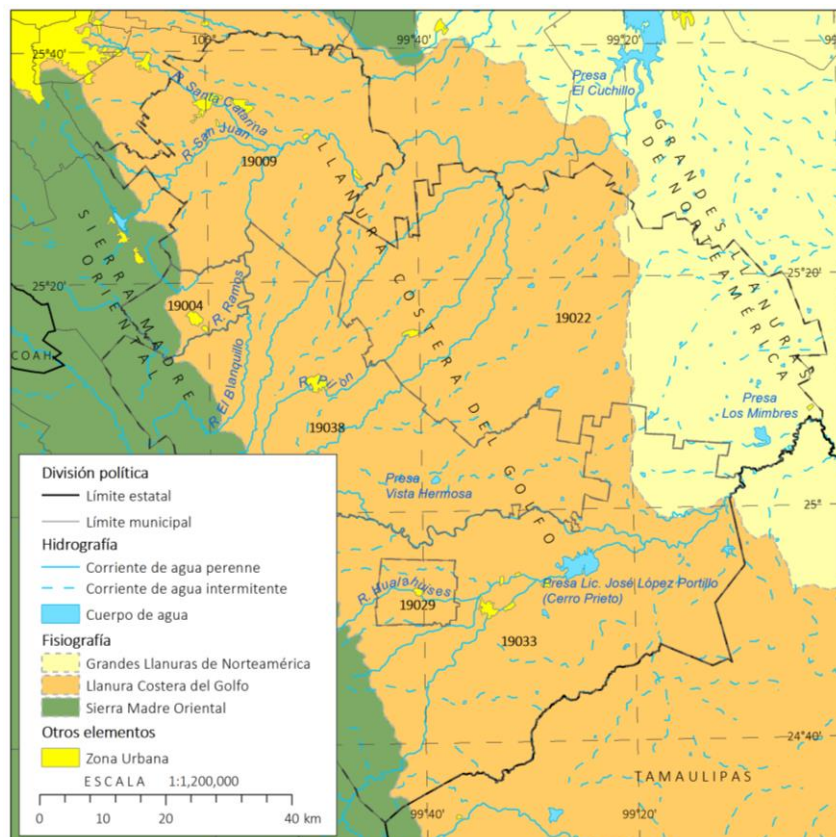 25°40'
100°
99°40'
99°20'
Presa
El Cuchillo
R. Santa Catarina
R. San Juan
19009
LLANURA COSTERA DEL GOLFO
GRANDES LLANURAS
DE NORTEAMÉRICA
SIERRA MADRE
ORIENTAL
25°20'
25°20'
19004
R. Ramos
19022
COAH
R. El Blanquillo
R. Pilón
19038
Presa
Los Mimbres
Presa
Vista Hermosa
25°
R. Hualahuises
19029
Presa Lic. José López Portillo
(Cerro Prieto)
19033
24°40'
TAMAULIPAS
99°40'
99°20'
División política
Límite estatal
Límite municipal
Hidrografía
Corriente de agua perenne
Corriente de agua intermitente
Cuerpo de agua
Fisiografía
Grandes Llanuras de Norteamérica
Llanura Costera del Golfo
Sierra Madre Oriental
Otros elementos
Zona Urbana
ESCALA 1:1,200,000
0 10 20 40 km